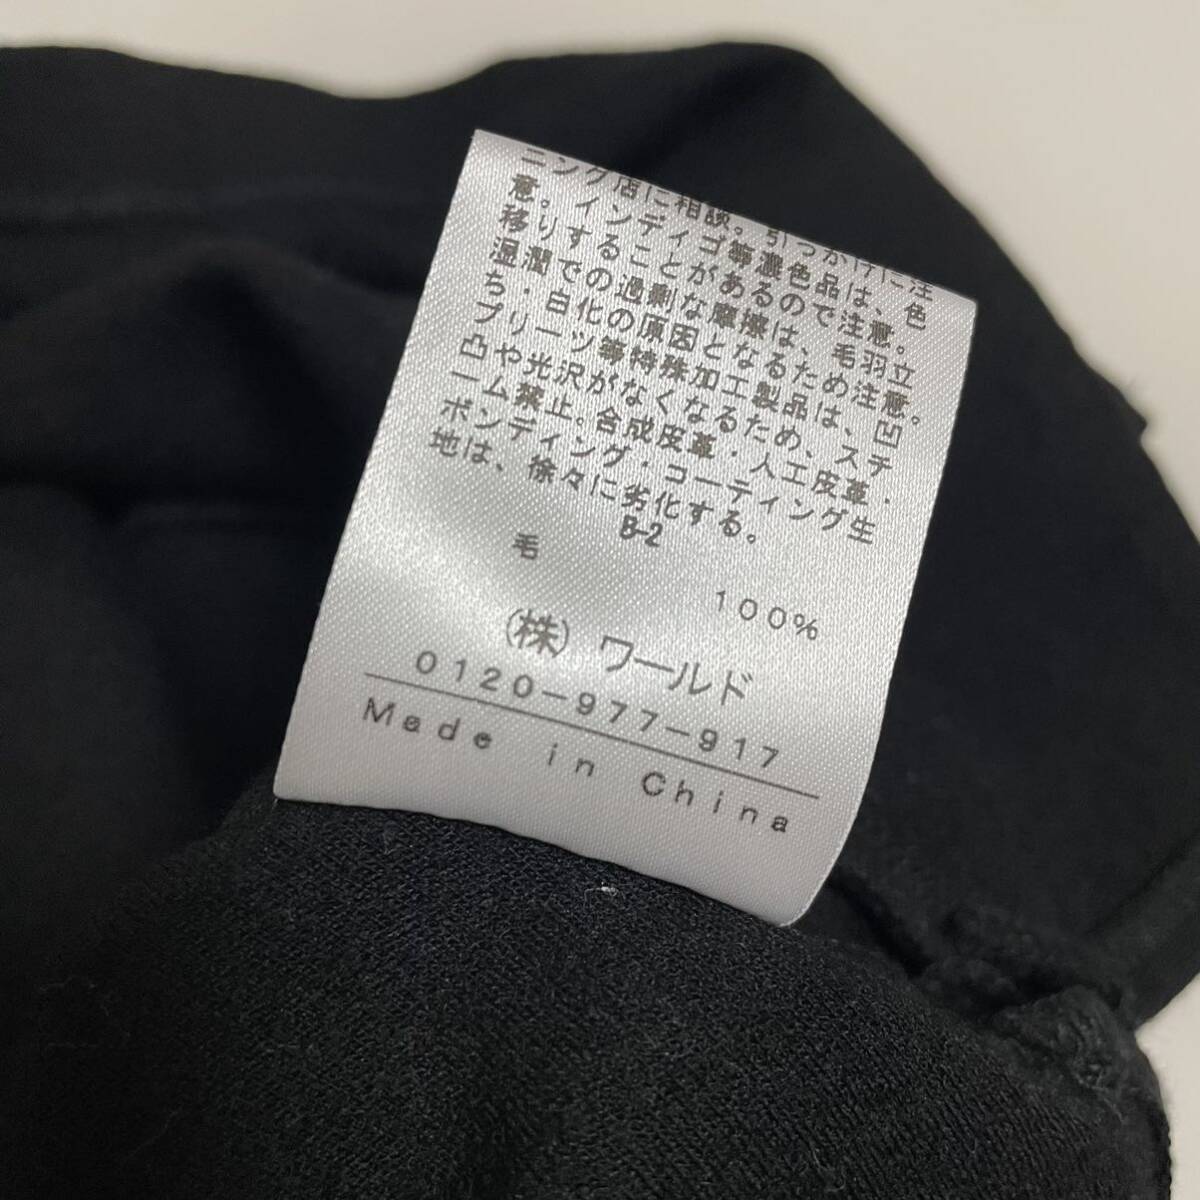 ニング店に相談。引っかけに注
意。インディゴ等濃色品は、色
移りすることがあるので注意。
湿潤での過剰な摩擦は、毛羽立
ち・白化の原因となるため注意。
プリーツ等特殊加工製品は、凹
凸や光沢がなくなるため、スチ
ーム禁止。合成皮革・人工皮革・
ボンディング・コーティング生
地は、徐々に劣化する。
B-2
毛 100%
(株)ワールド
0120-977-917
Made in China